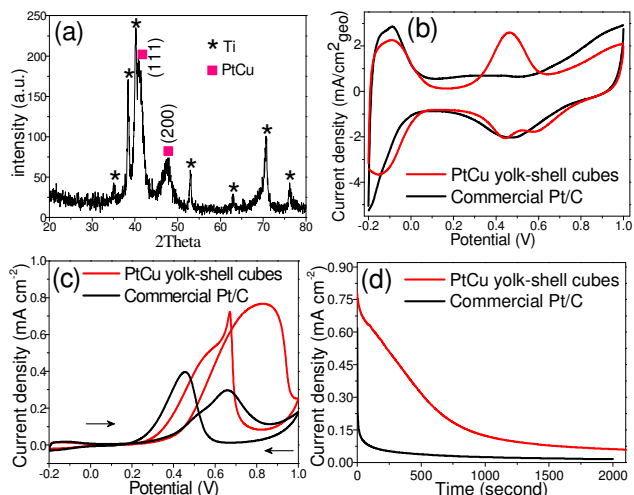 (a)
Ti
PtCu
(111)
(200)
intensity (a.u.)
250
200
150
100
50
0
20 30 40 50 60 70 80
2Theta
(b)
Current density (mA/cm²geo)
2
0
-2
-4
PtCu yolk-shell cubes
Commercial Pt/C
-0.2 0.0 0.2 0.4 0.6 0.8 1.0
Potential (V)
(c)
PtCu yolk-shell cubes
Commercial Pt/C
Current density (mA cm⁻²)
1.0
0.8
0.6
0.4
0.2
0.0
-0.2 0.0 0.2 0.4 0.6 0.8 1.0
Potential (V)
(d)
PtCu yolk-shell cubes
Commercial Pt/C
Current density (mA cm⁻²)
0.90
0.75
0.60
0.45
0.30
0.15
0.00
0 500 1000 1500 2000
Time (second)